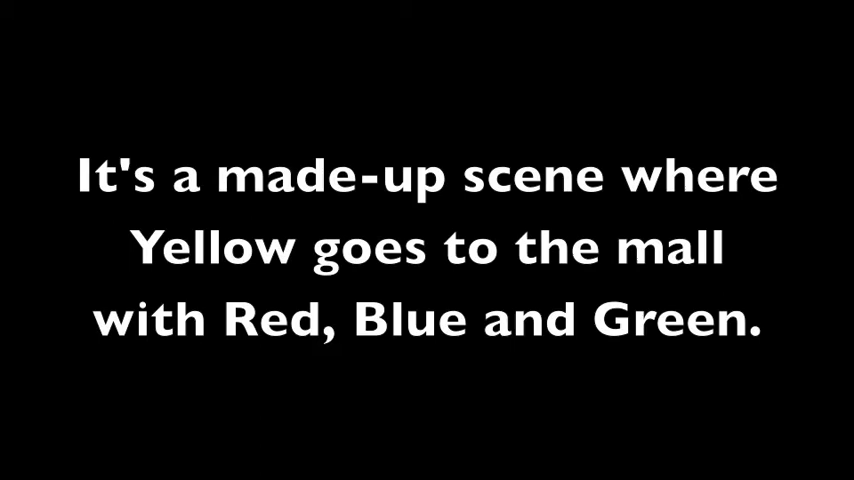 It's a made-up scene where
Yellow goes to the mall
with Red, Blue and Green.